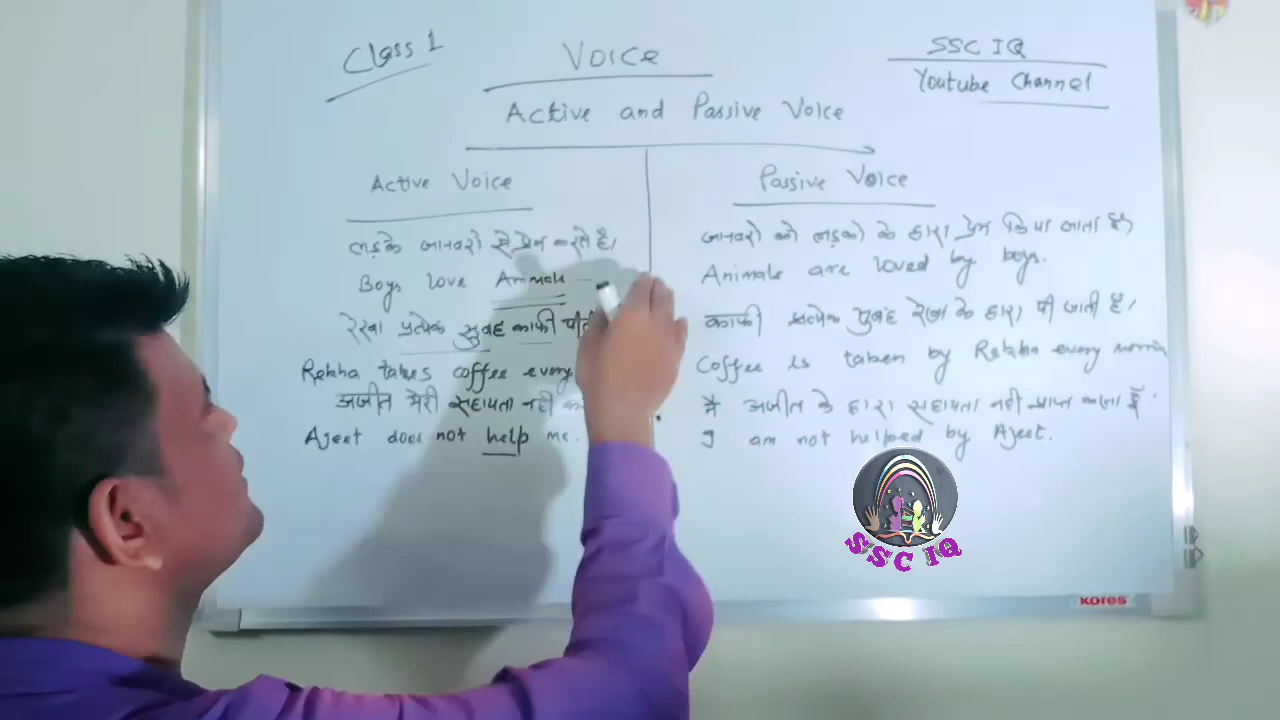 Class 1
VOICE
SSC IQ
Youtube Channel
Active and Passive Voice
Active Voice
Passive Voice
लड़के जानवरो से प्रेम करते है।
जानवरो को लड़को के द्वारा प्रेम किया जाता है,
Boys love Animals
Animals are loved by boys.
रेखा प्रत्येक सुबह काफी
काफी प्रत्येक सुबह रेखा के द्वारा पी जाती है,
Rekha takes coffee every
Coffee is taken by Rekha every morning
अजीत मेरी सहायता नही
मै अजीत के द्वारा सहायता नही प्राप्त करता हूँ
Ajeet does not help me.
I am not helped by Ajeet.
SSC IQ
KORES